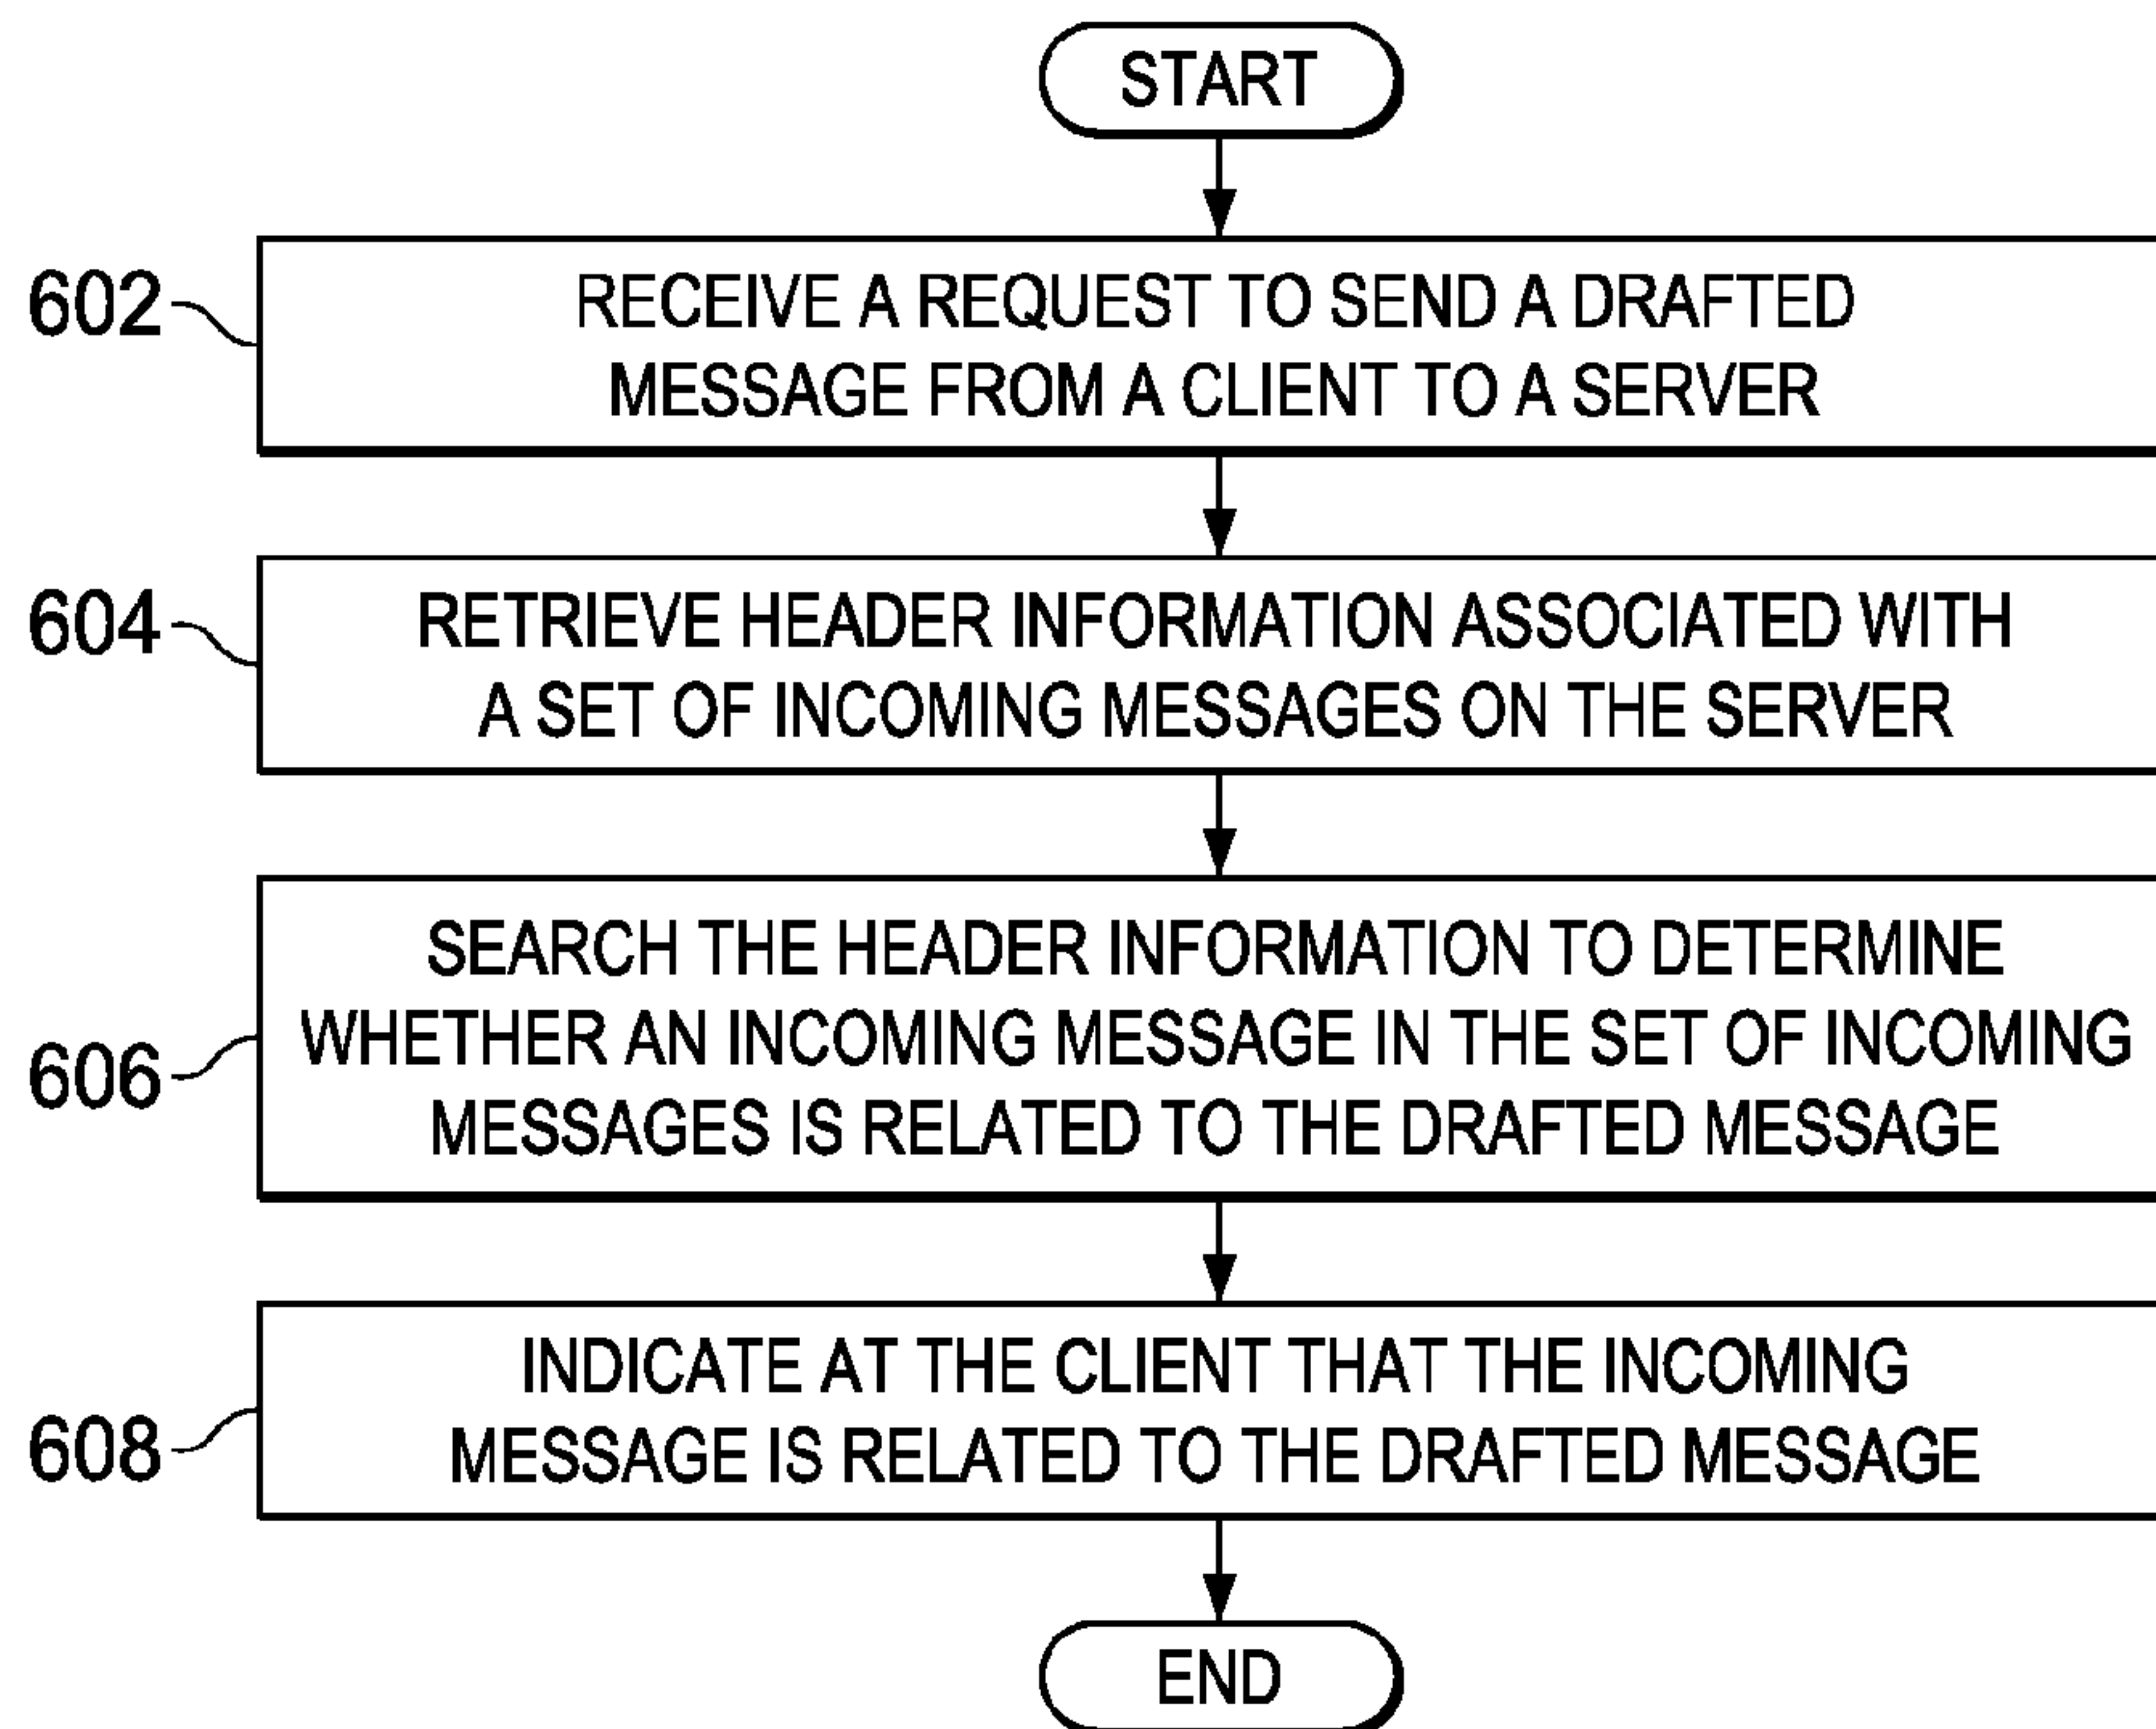 START
602
RECEIVE A REQUEST TO SEND A DRAFTED
MESSAGE FROM A CLIENT TO A SERVER
604
RETRIEVE HEADER INFORMATION ASSOCIATED WITH
A SET OF INCOMING MESSAGES ON THE SERVER
606
SEARCH THE HEADER INFORMATION TO DETERMINE
WHETHER AN INCOMING MESSAGE IN THE SET OF INCOMING
MESSAGES IS RELATED TO THE DRAFTED MESSAGE
608
INDICATE AT THE CLIENT THAT THE INCOMING
MESSAGE IS RELATED TO THE DRAFTED MESSAGE
END